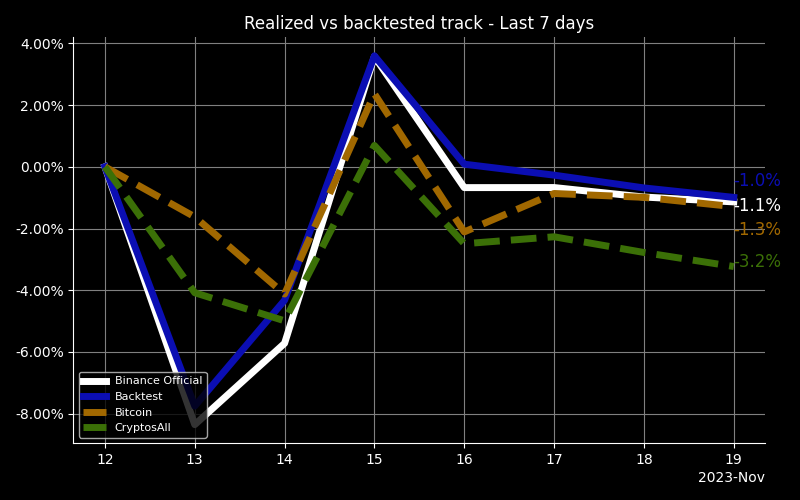 Realized vs backtested track - Last 7 days
4.00%
2.00%
0.00%
-2.00%
-4.00%
-6.00%
-8.00%
-1.0%
-1.1%
-1.3%
-3.2%
Binance Official
Backtest
Bitcoin
CryptosAll
12 13 14 15 16 17 18 19
2023-Nov